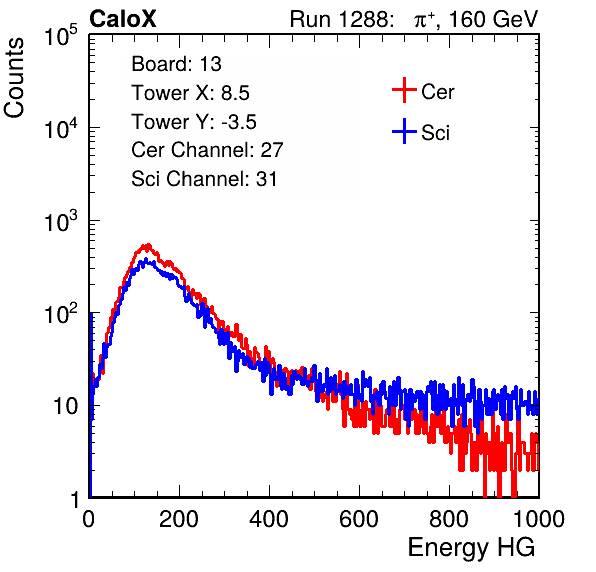 CaloX Run 1288: π⁺, 160 GeV
Counts
Board: 13
Tower X: 8.5
Tower Y: -3.5
Cer Channel: 27
Sci Channel: 31
Cer
Sci
10⁵
10⁴
10³
10²
10
1
0 200 400 600 800 1000
Energy HG